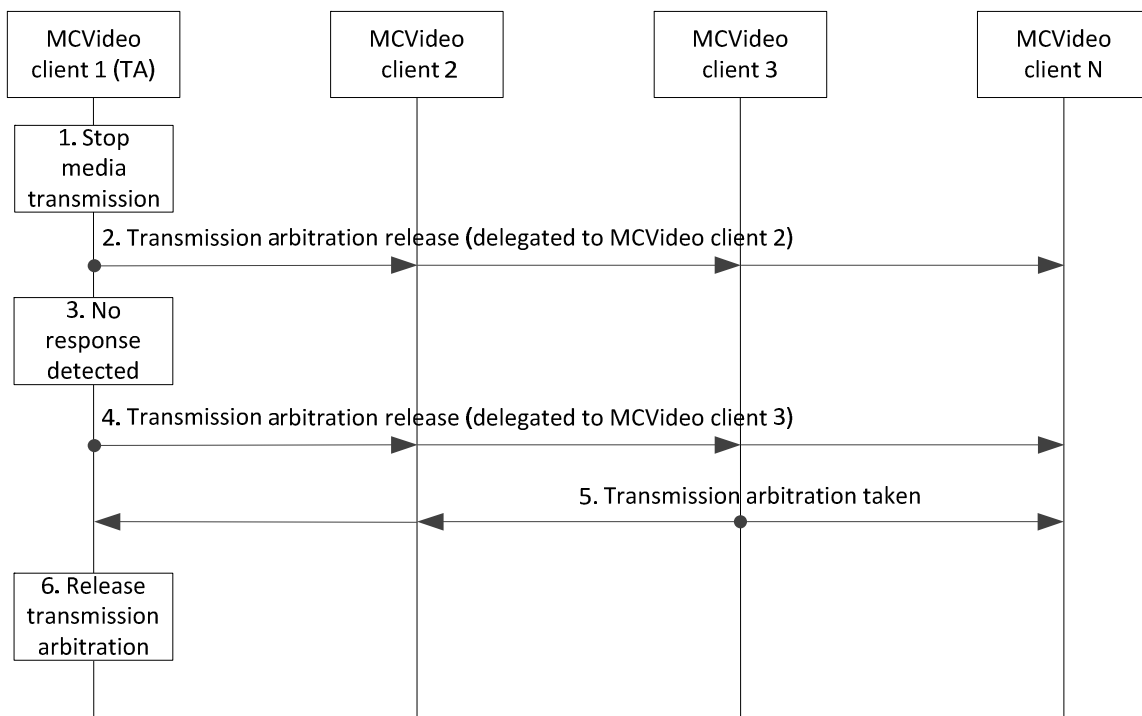 MCVideo
client 1 (TA)
MCVideo
client 2
MCVideo
client 3
MCVideo
client N
1. Stop
media
transmission
2. Transmission arbitration release (delegated to MCVideo client 2)
3. No
response
detected
4. Transmission arbitration release (delegated to MCVideo client 3)
5. Transmission arbitration taken
6. Release
transmission
arbitration